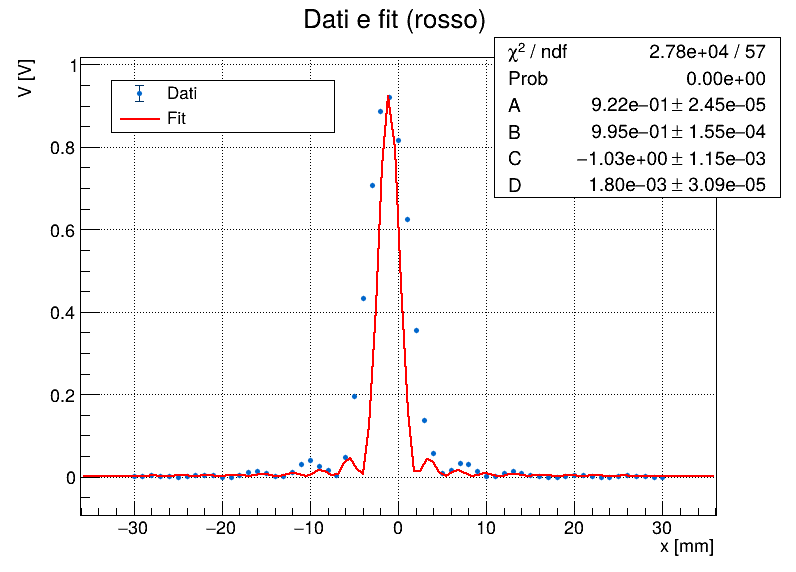 Dati e fit (rosso)
χ² / ndf 2.78e+04 / 57
Prob 0.00e+00
A 9.22e−01 ± 2.45e−05
B 9.95e−01 ± 1.55e−04
C −1.03e+00 ± 1.15e−03
D 1.80e−03 ± 3.09e−05
V [V]
Dati
Fit
1
0.8
0.6
0.4
0.2
0
−30 −20 −10 0 10 20 30
x [mm]